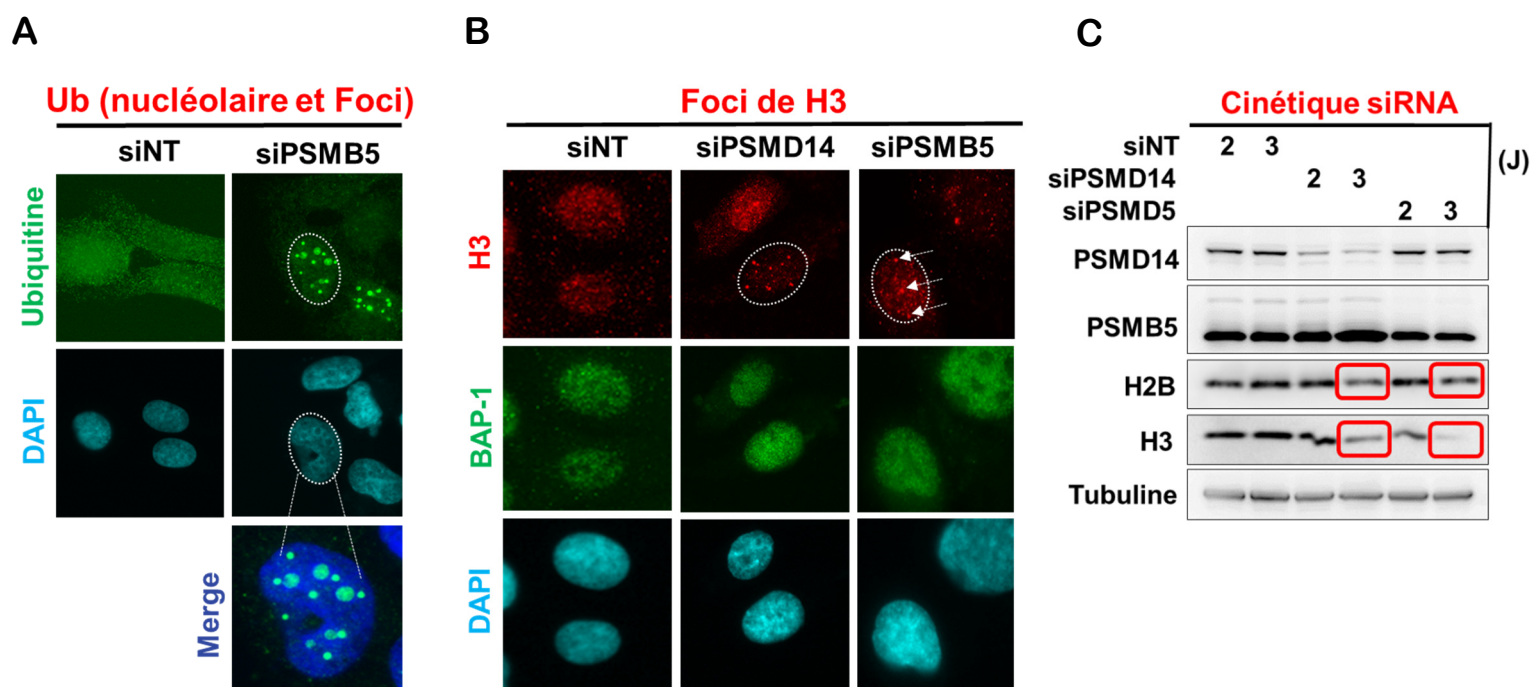 A
Ub (nucléolaire et Foci)
siNT siPSMB5
Ubiquitine
DAPI
Merge
B
Foci de H3
siNT siPSMD14 siPSMB5
H3
BAP-1
DAPI
C
Cinétique siRNA
siNT 2 3
(J)
siPSMD14 2 3
siPSMD5 2 3
PSMD14
PSMB5
H2B
H3
Tubuline